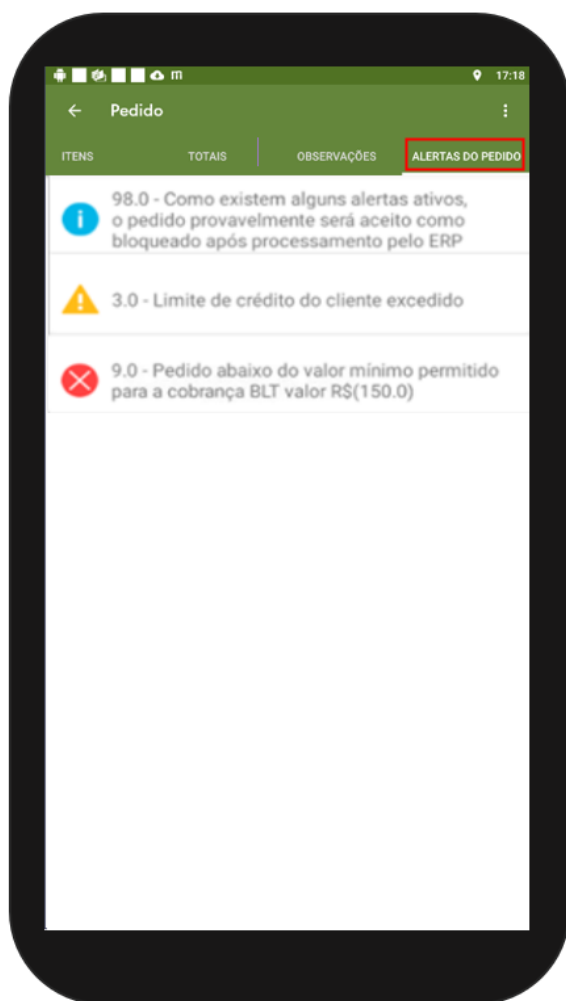 17:18
Pedido
ITENS
TOTAIS
OBSERVAÇÕES
ALERTAS DO PEDIDO
98.0 - Como existem alguns alertas ativos,
o pedido provavelmente será aceito como
bloqueado após processamento pelo ERP
3.0 - Limite de crédito do cliente excedido
9.0 - Pedido abaixo do valor mínimo permitido
para a cobrança BLT valor R$(150.0)